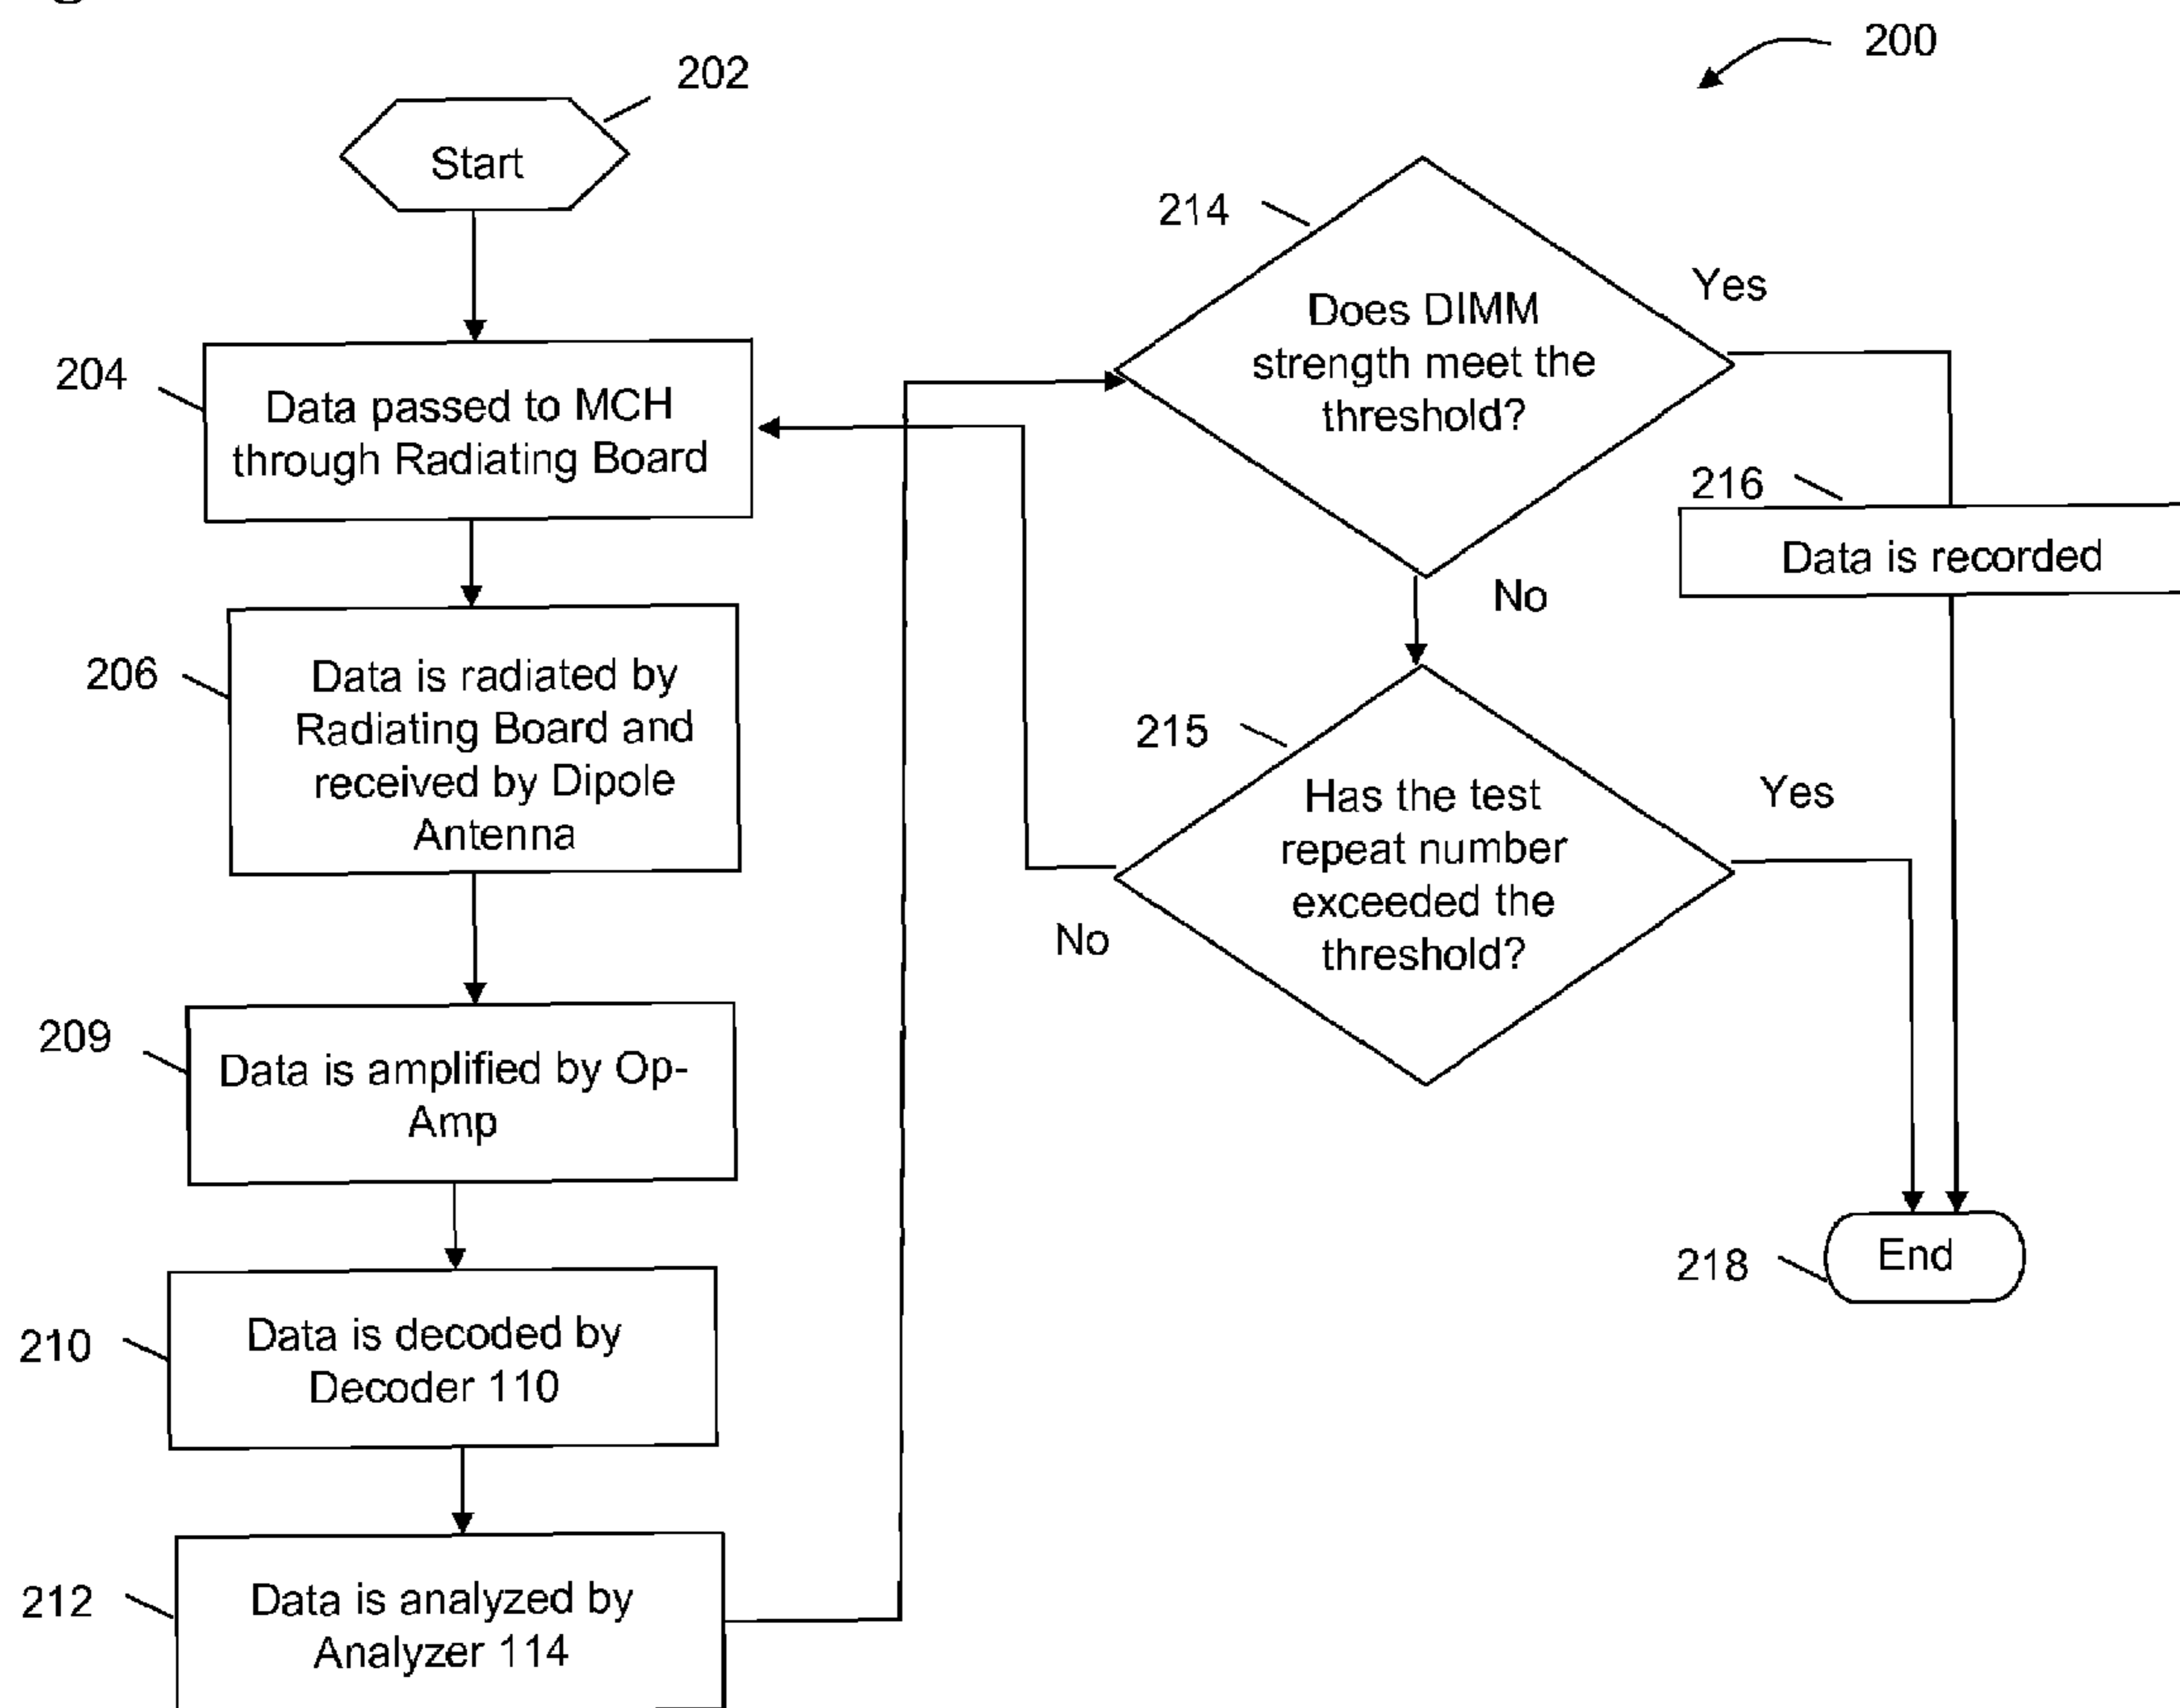 200
202
Start
204
Data passed to MCH
through Radiating Board
206
Data is radiated by
Radiating Board and
received by Dipole
Antenna
209
Data is amplified by Op-
Amp
210
Data is decoded by
Decoder 110
212
Data is analyzed by
Analyzer 114
214
Does DIMM
strength meet the
threshold?
Yes
No
216
Data is recorded
215
Has the test
repeat number
exceeded the
threshold?
Yes
No
218
End